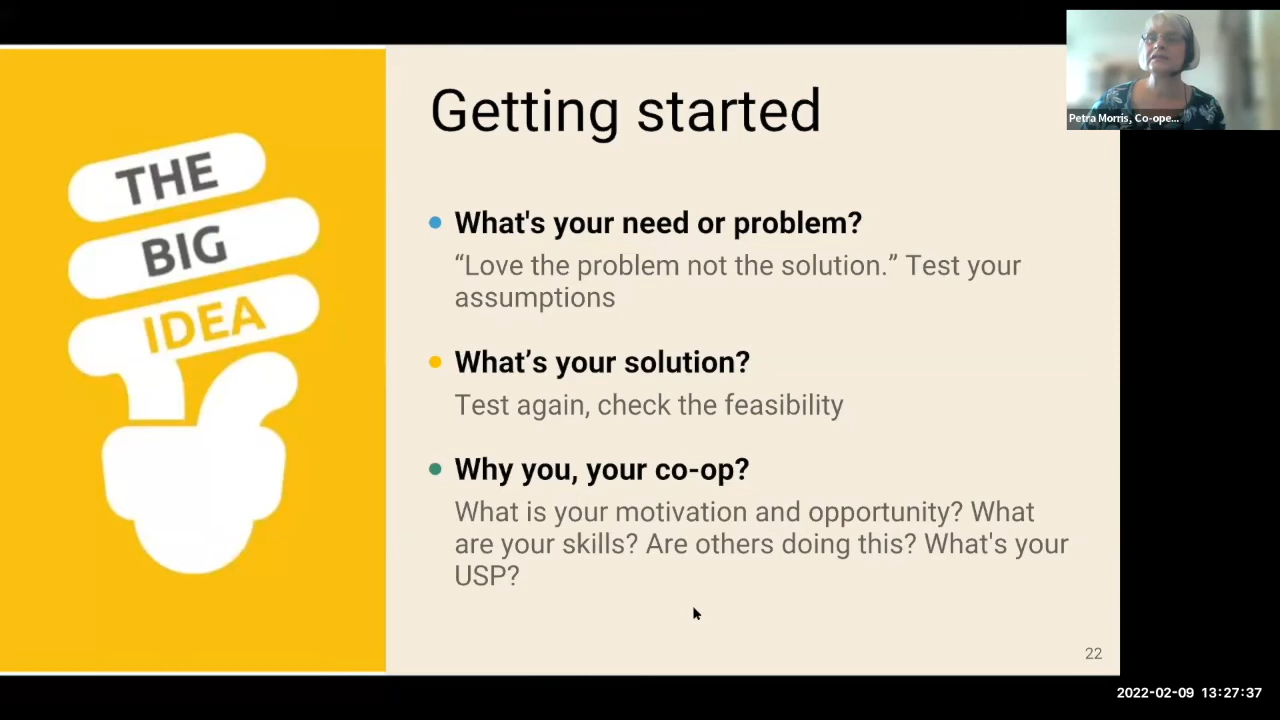 Getting started
THE
BIG
IDEA
What's your need or problem?
“Love the problem not the solution.” Test your
assumptions
What’s your solution?
Test again, check the feasibility
Why you, your co-op?
What is your motivation and opportunity? What
are your skills? Are others doing this? What's your
USP?
22
Petra Morris, Co-ope...
2022-02-09 13:27:37